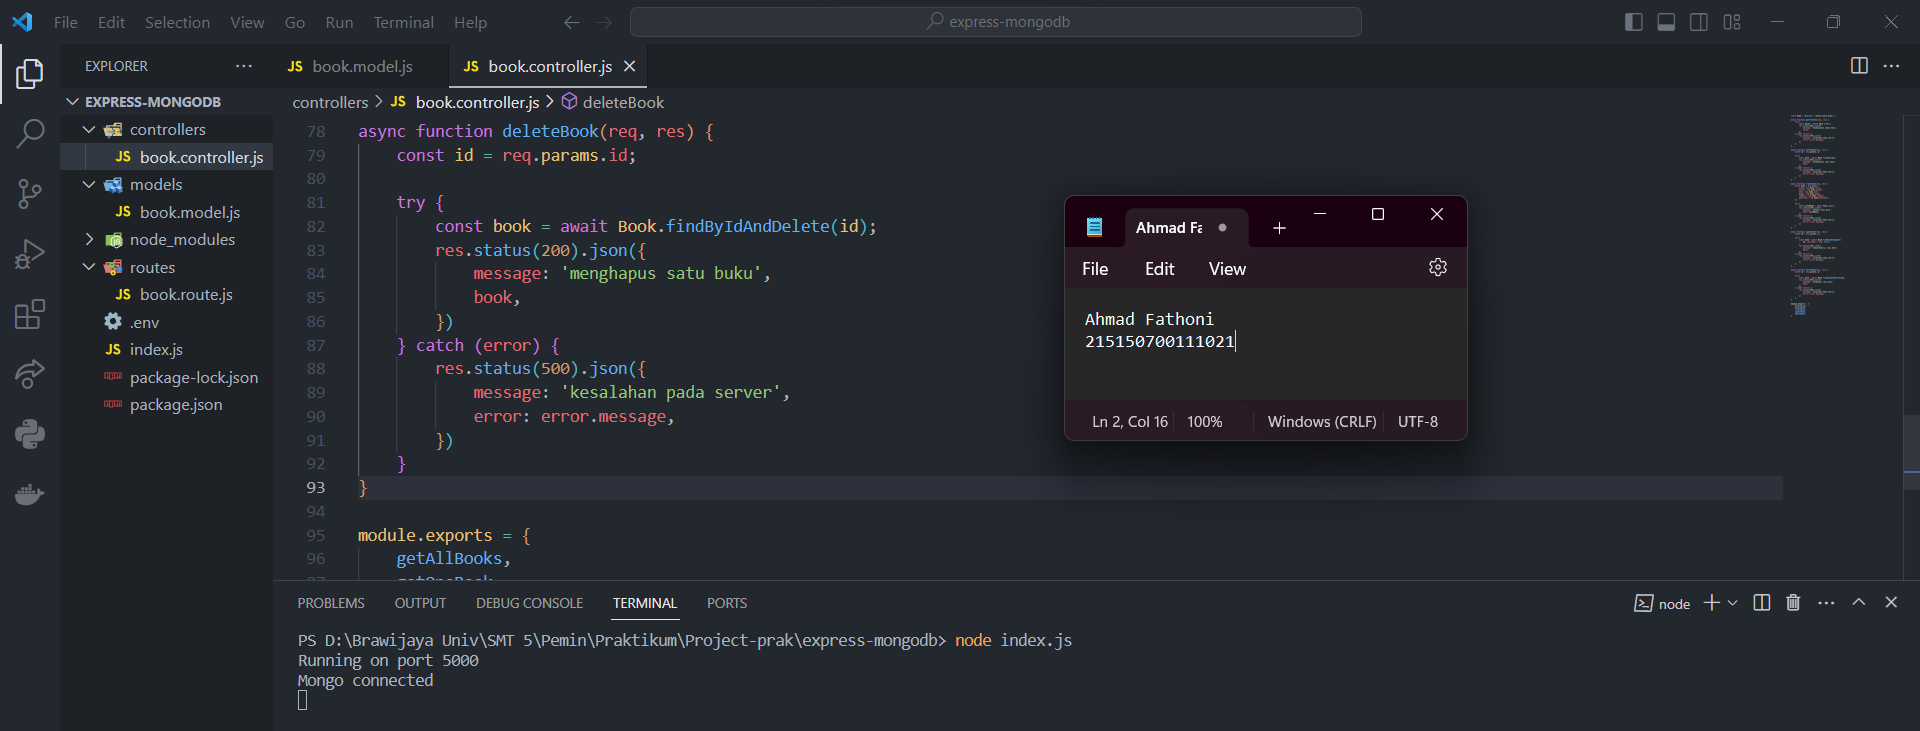 File Edit Selection View Go Run Terminal Help
express-mongodb
EXPLORER
JS book.model.js
JS book.controller.js
EXPRESS-MONGODB
controllers
JS book.controller.js
models
JS book.model.js
node_modules
routes
JS book.route.js
.env
JS index.js
package-lock.json
package.json
controllers > JS book.controller.js > deleteBook
78 async function deleteBook(req, res) {
79 const id = req.params.id;
80
81 try {
82 const book = await Book.findByIdAndDelete(id);
83 res.status(200).json({
84 message: 'menghapus satu buku',
85 book,
86 })
87 } catch (error) {
88 res.status(500).json({
89 message: 'kesalahan pada server',
90 error: error.message,
91 })
92 }
93 }
94
95 module.exports = {
96 getAllBooks,
Ahmad Fa
File Edit View
Ahmad Fathoni
215150700111021
Ln 2, Col 16 100% Windows (CRLF) UTF-8
PROBLEMS OUTPUT DEBUG CONSOLE TERMINAL PORTS
node
PS D:\Brawijaya Univ\SMT 5\Pemin\Praktikum\Project-prak\express-mongodb> node index.js
Running on port 5000
Mongo connected